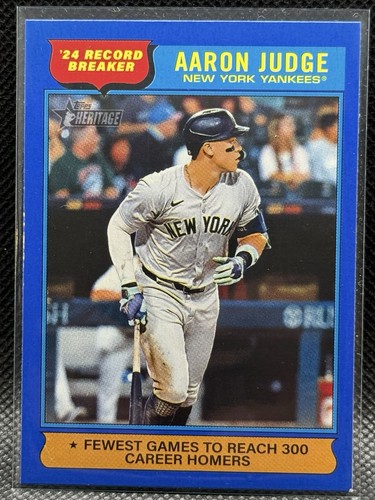 '24 RECORD
BREAKER
AARON JUDGE
NEW YORK YANKEES®
Topps
HERITAGE
NEW YORK
★ FEWEST GAMES TO REACH 300
CAREER HOMERS